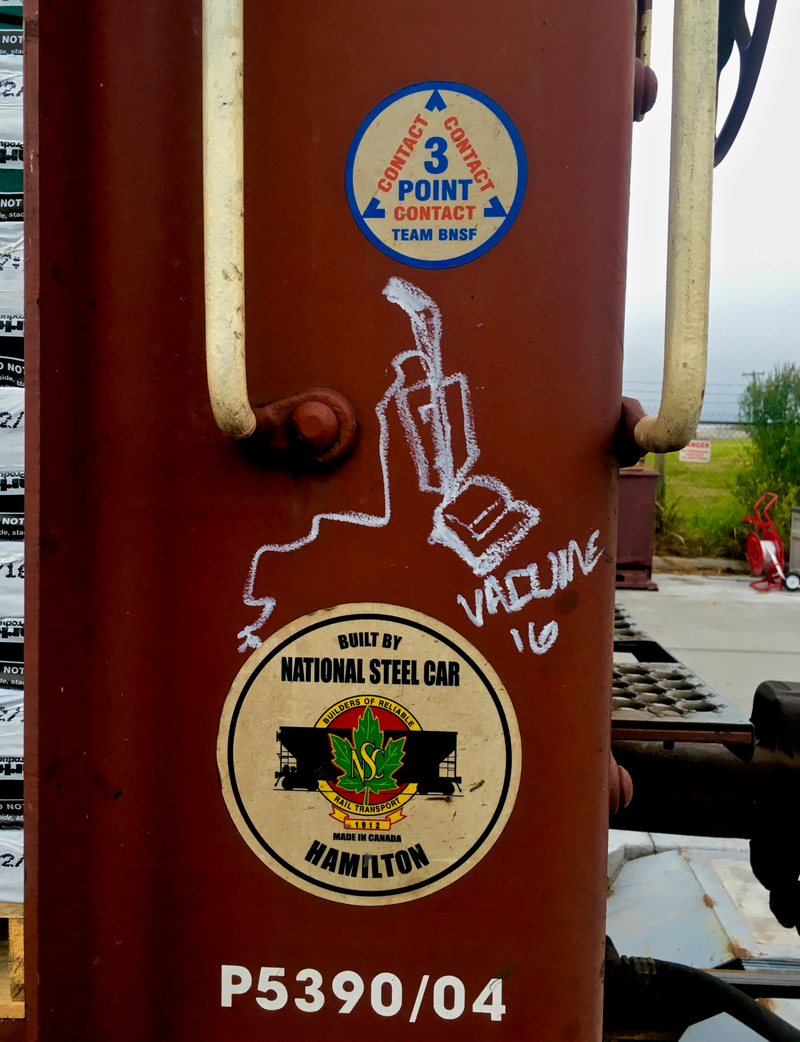 CONTACT CONTACT
3
POINT
CONTACT
TEAM BNSF
VACUUME
16
BUILT BY
NATIONAL STEEL CAR
BUILDERS OF RELIABLE
NSC
RAIL TRANSPORT
1912
MADE IN CANADA
HAMILTON
P5390/04